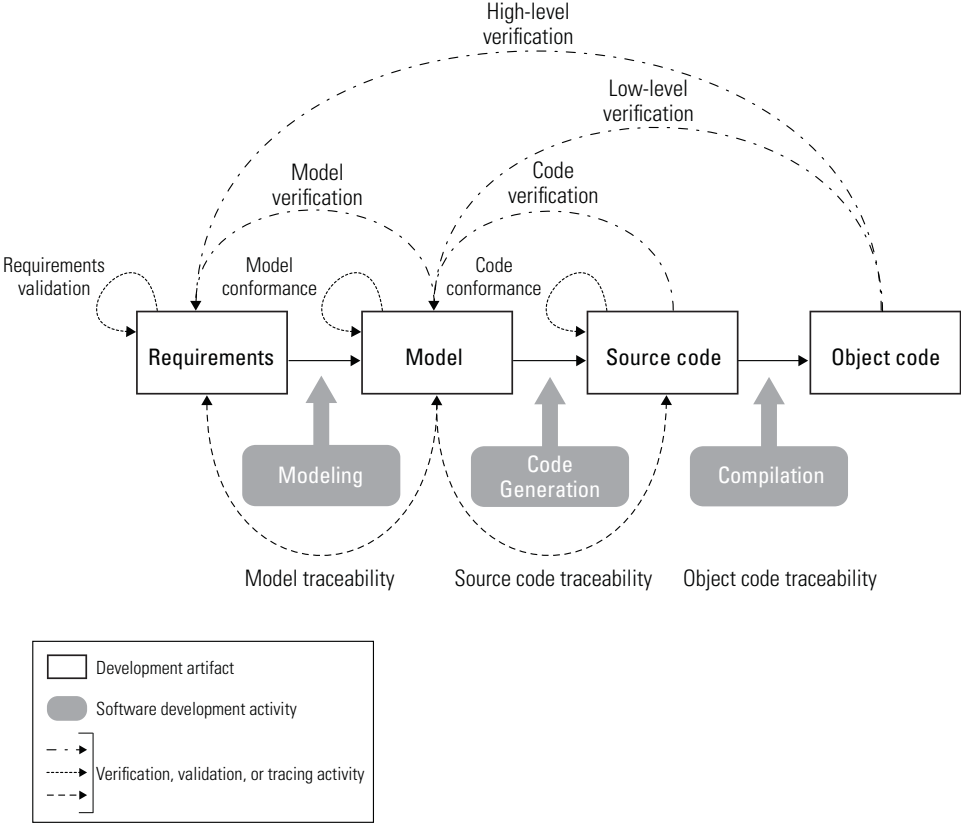 High-level
verification
Low-level
verification
Model
verification
Code
verification
Requirements
validation
Model
conformance
Code
conformance
Requirements
Model
Source code
Object code
Modeling
Code
Generation
Compilation
Model traceability
Source code traceability
Object code traceability
Development artifact
Software development activity
Verification, validation, or tracing activity